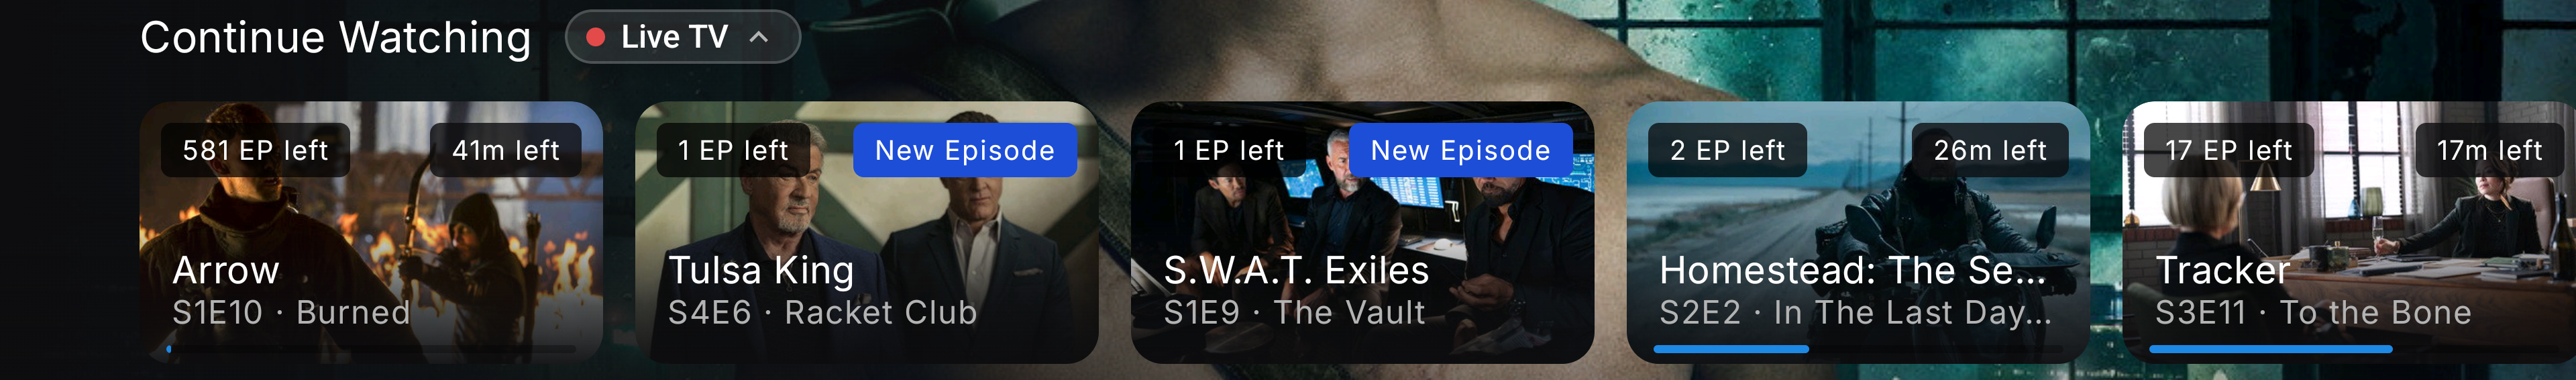 Continue Watching
Live TV
581 EP left
41m left
Arrow
S1E10 · Burned
1 EP left
New Episode
Tulsa King
S4E6 · Racket Club
1 EP left
New Episode
S.W.A.T. Exiles
S1E9 · The Vault
2 EP left
26m left
Homestead: The Se...
S2E2 · In The Last Day...
17 EP left
17m left
Tracker
S3E11 · To the Bone